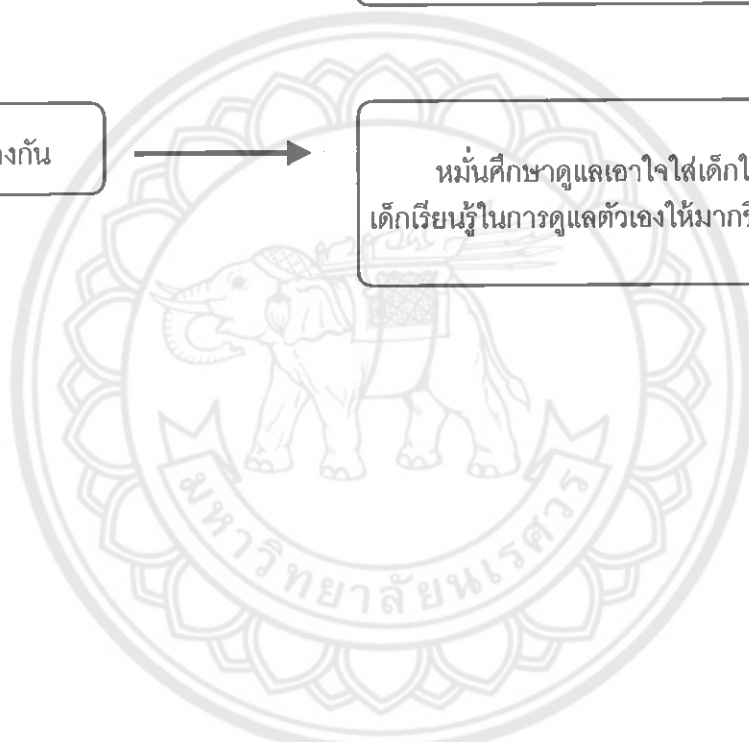 งกัน
หมั่นศึกษาดูแลเอาใจใส่เด็กใ
เด็กเรียนรู้ในการดูแลตัวเองให้มากขึ
มหาวิทยาลัยนเรศวร